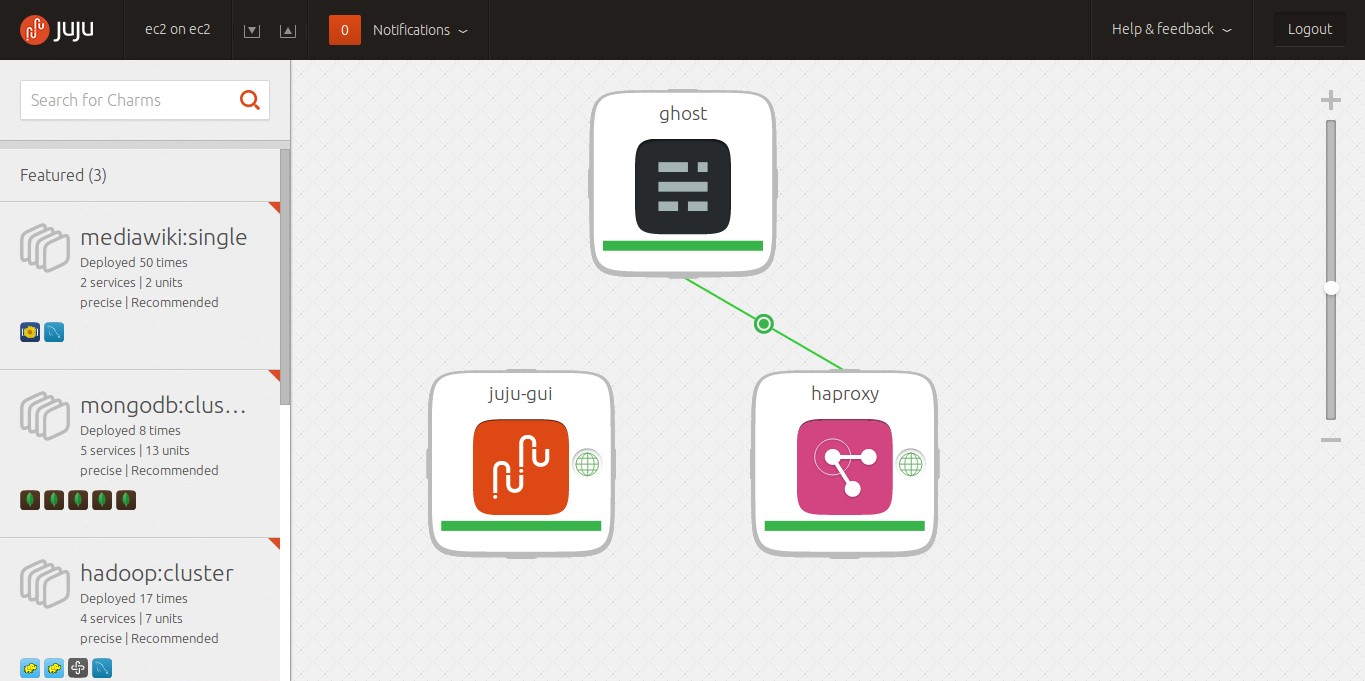 juju
ec2 on ec2
0 Notifications
Help & feedback
Logout
Search for Charms
Featured (3)
mediawiki:single
Deployed 50 times
2 services | 2 units
precise | Recommended
mongodb:clus...
Deployed 8 times
5 services | 13 units
precise | Recommended
hadoop:cluster
Deployed 17 times
4 services | 7 units
precise | Recommended
ghost
juju-gui
haproxy